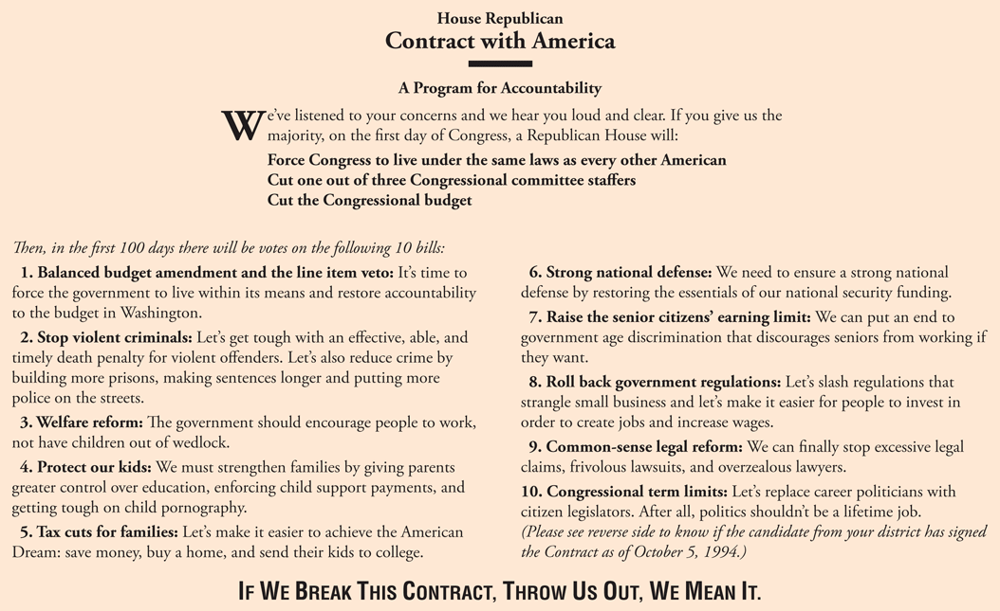 House Republican
Contract with America
A Program for Accountability
We’ve listened to your concerns and we hear you loud and clear. If you give us the
majority, on the first day of Congress, a Republican House will:
Force Congress to live under the same laws as every other American
Cut one out of three Congressional committee staffers
Cut the Congressional budget
Then, in the first 100 days there will be votes on the following 10 bills:
1. Balanced budget amendment and the line item veto: It’s time to
force the government to live within its means and restore accountability
to the budget in Washington.
2. Stop violent criminals: Let’s get tough with an effective, able, and
timely death penalty for violent offenders. Let’s also reduce crime by
building more prisons, making sentences longer and putting more
police on the streets.
3. Welfare reform: The government should encourage people to work,
not have children out of wedlock.
4. Protect our kids: We must strengthen families by giving parents
greater control over education, enforcing child support payments, and
getting tough on child pornography.
5. Tax cuts for families: Let’s make it easier to achieve the American
Dream: save money, buy a home, and send their kids to college.
6. Strong national defense: We need to ensure a strong national
defense by restoring the essentials of our national security funding.
7. Raise the senior citizens’ earning limit: We can put an end to
government age discrimination that discourages seniors from working if
they want.
8. Roll back government regulations: Let’s slash regulations that
strangle small business and let’s make it easier for people to invest in
order to create jobs and increase wages.
9. Common-sense legal reform: We can finally stop excessive legal
claims, frivolous lawsuits, and overzealous lawyers.
10. Congressional term limits: Let’s replace career politicians with
citizen legislators. After all, politics shouldn’t be a lifetime job.
(Please see reverse side to know if the candidate from your district has signed
the Contract as of October 5, 1994.)
IF WE BREAK THIS CONTRACT, THROW US OUT, WE MEAN IT.